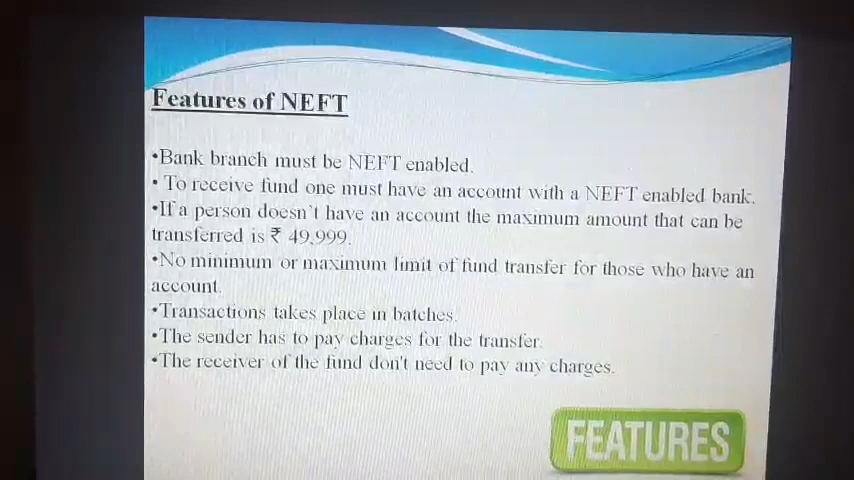 Features of NEFT
•Bank branch must be NEFT enabled.
• To receive fund one must have an account with a NEFT enabled bank.
•If a person doesn't have an account the maximum amount that can be
transferred is ₹ 49,999.
•No minimum or maximum limit of fund transfer for those who have an
account.
•Transactions takes place in batches.
•The sender has to pay charges for the transfer.
•The receiver of the fund don't need to pay any charges.
FEATURES